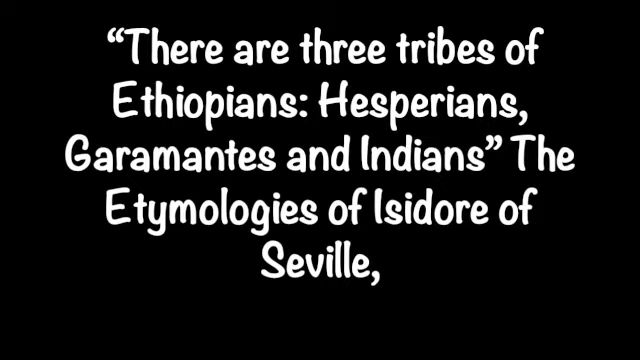 “There are three tribes of
Ethiopians: Hesperians,
Garamantes and Indians” The
Etymologies of Isidore of
Seville,